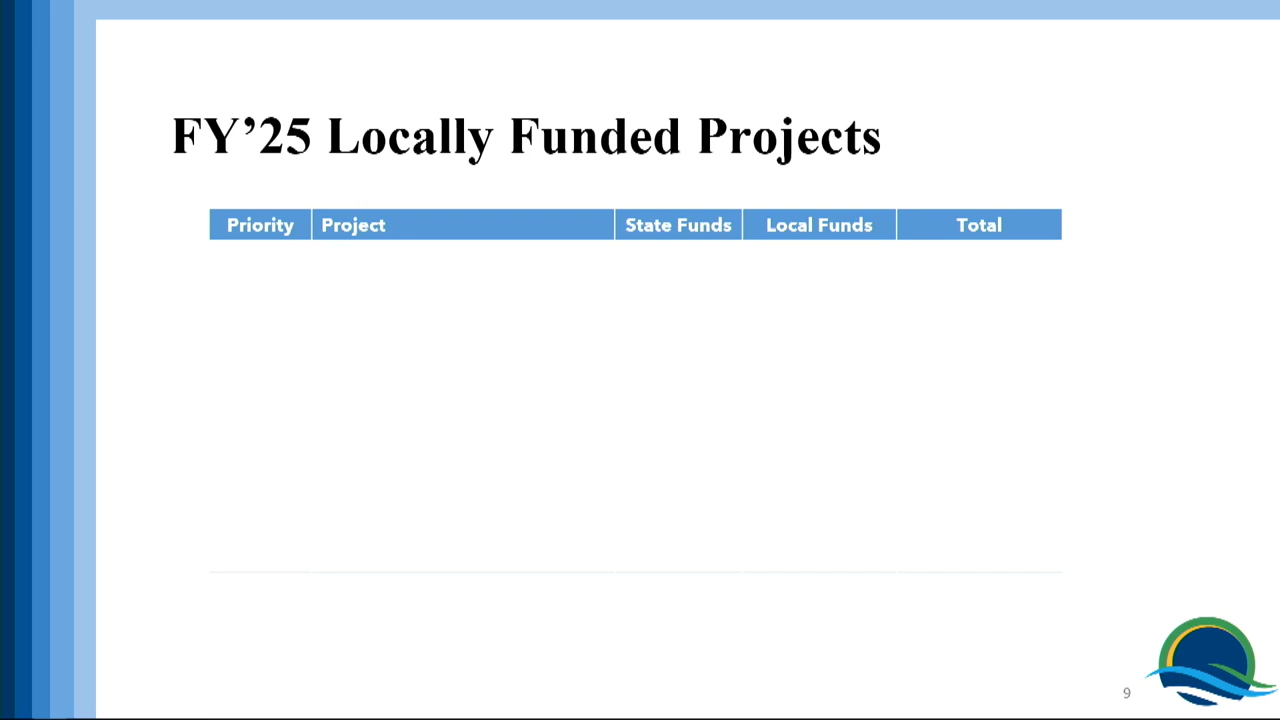 FY’25 Locally Funded Projects
Priority Project State Funds Local Funds Total
9